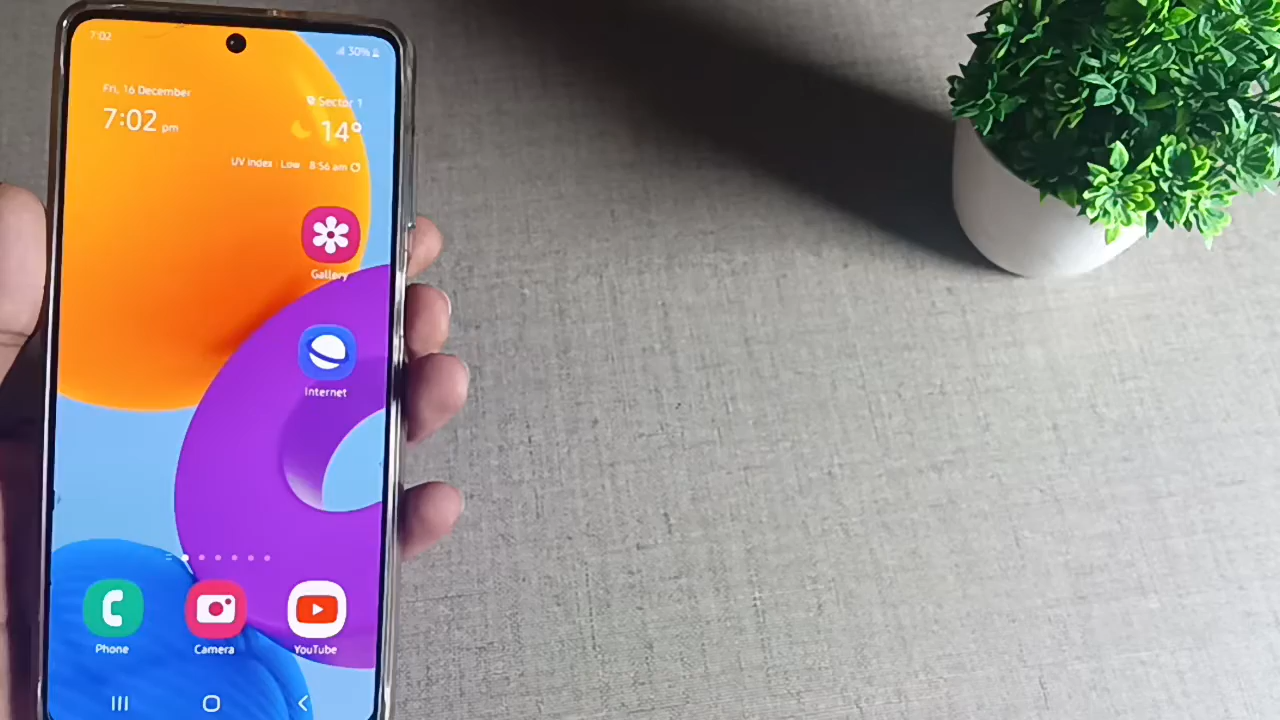 7:02
30%
Fri, 16 December
7:02 pm
Sector 1
14°
UV index : Low 8:56 am
Gallery
Internet
Phone
Camera
YouTube